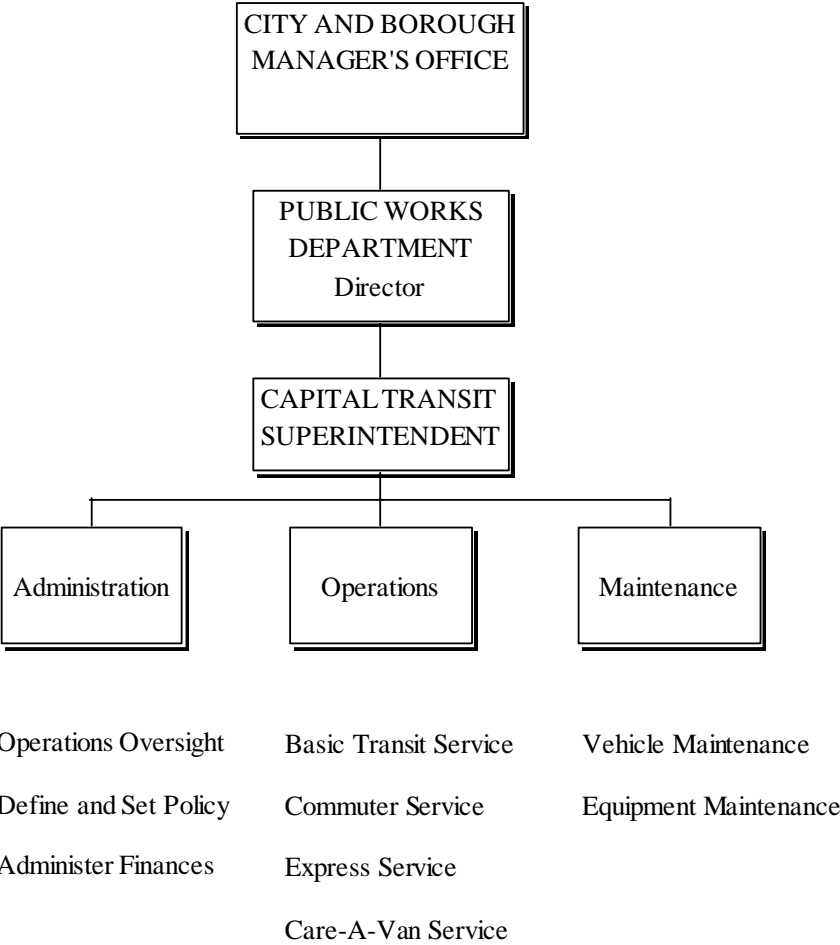 CITY AND BOROUGH
MANAGER'S OFFICE
PUBLIC WORKS
DEPARTMENT
Director
CAPITAL TRANSIT
SUPERINTENDENT
Administration
Operations
Maintenance
Operations Oversight
Define and Set Policy
Administer Finances
Basic Transit Service
Commuter Service
Express Service
Care-A-Van Service
Vehicle Maintenance
Equipment Maintenance